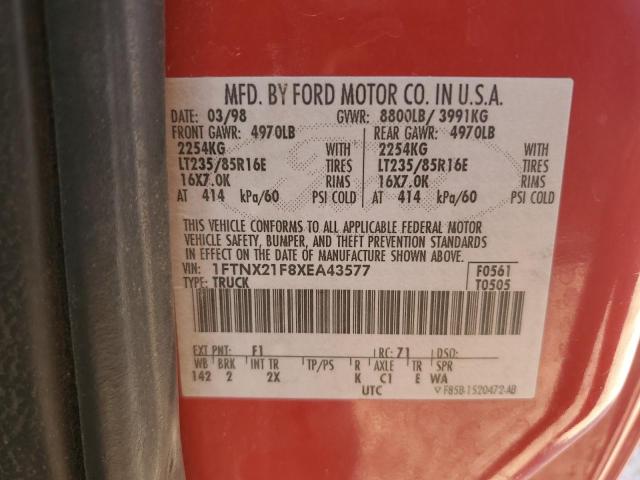 MFD. BY FORD MOTOR CO. IN U.S.A.
DATE: 03/98 GVWR: 8800LB/ 3991KG
FRONT GAWR: 4970LB REAR GAWR: 4970LB
2254KG WITH 2254KG WITH
LT235/85R16E TIRES LT235/85R16E TIRES
16X7.0K RIMS 16X7.0K RIMS
AT 414 kPa/60 PSI COLD AT 414 kPa/60 PSI COLD
THIS VEHICLE CONFORMS TO ALL APPLICABLE FEDERAL MOTOR
VEHICLE SAFETY, BUMPER, AND THEFT PREVENTION STANDARDS
IN EFFECT ON THE DATE OF MANUFACTURE SHOWN ABOVE.
VIN: 1FTNX21F8XEA43577 F0561
TYPE: TRUCK T0505
EXT PNT: F1 RC: 71 DSO:
WB BRK INT TR TP/PS R AXLE TR SPR
142 2 2X K C1 E WA
UTC F85B-1520472-AB